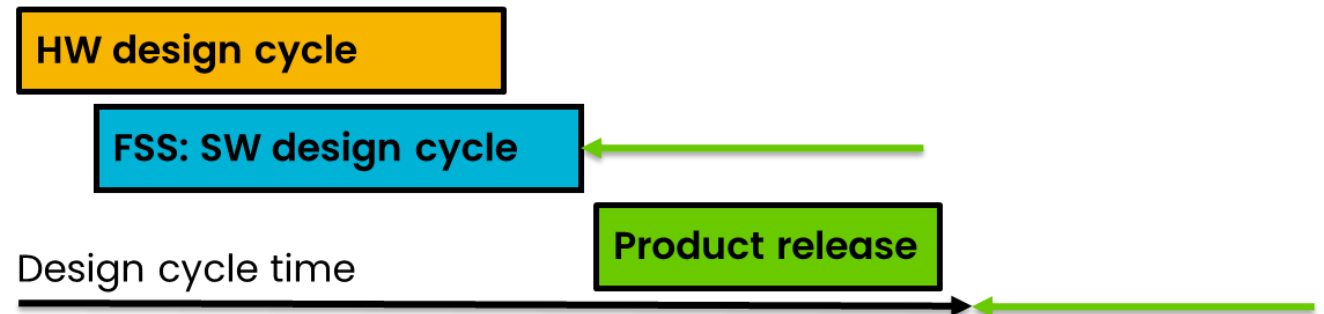 HW design cycle
FSS: SW design cycle
Product release
Design cycle time